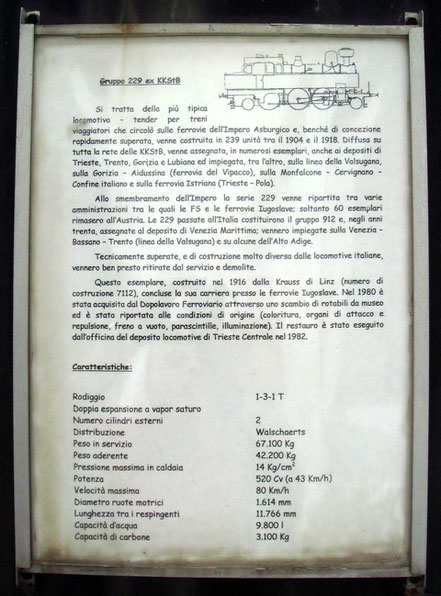 Gruppo 229 ex KKStB
Si tratta della più tipica
locomotiva - tender per treni
viaggiatori che circolò sulle ferrovie dell'Impero Asburgico e, benché di concezione
rapidamente superata, venne costruita in 239 unità tra il 1904 e il 1918. Diffusa su
tutta la rete delle KKStB, venne assegnata, in numerosi esemplari, anche ai depositi di
Trieste, Trento, Gorizia e Lubiana ed impiegata, tra l'altro, sulla linea della Valsugana,
sulla Gorizia - Aidussina (ferrovia del Vipacco), sulla Monfalcone - Cervignano -
Confine italiano e sulla ferrovia Istriana (Trieste - Pola).
Allo smembramento dell'Impero la serie 229 venne ripartita tra varie
amministrazioni tra le quali le FS e le ferrovie Iugoslave; soltanto 60 esemplari
rimasero all'Austria. Le 229 passate all'Italia costituirono il gruppo 912 e, negli anni
trenta, assegnate al deposito di Venezia Marittima; vennero impiegate sulla Venezia -
Bassano - Trento (linea della Valsugana) e su alcune dell'Alto Adige.
Tecnicamente superate, e di costruzione molto diversa dalle locomotive italiane,
vennero ben presto ritirate dal servizio e demolite.
Questo esemplare, costruito nel 1916 dalla Krauss di Linz (numero di
costruzione 7112), concluse la sua carriera presso le ferrovie Iugoslave. Nel 1980 è
stata acquisita dal Dopolavoro Ferroviario attraverso uno scambio di rotabili da museo
ed è stata riportata alle condizioni di origine (coloritura, organi di attacco e
repulsione, freno a vuoto, parascintille, illuminazione). Il restauro è stato eseguito
dall'officina del deposito locomotive di Trieste Centrale nel 1982.
Caratteristiche:
Rodiggio 1-3-1 T
Doppia espansione a vapor saturo
Numero cilindri esterni 2
Distribuzione Walschaerts
Peso in servizio 67.100 Kg
Peso aderente 42.200 Kg
Pressione massima in caldaia 14 Kg/cm²
Potenza 520 Cv (a 43 Km/h)
Velocità massima 80 Km/h
Diametro ruote motrici 1.614 mm
Lunghezza tra i respingenti 11.766 mm
Capacità d'acqua 9.800 l
Capacità di carbone 3.100 Kg